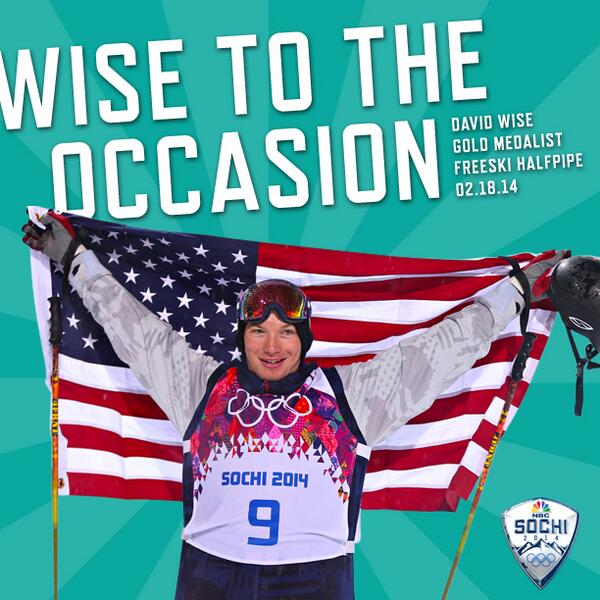 WISE TO THE
OCCASION
DAVID WISE
GOLD MEDALIST
FREESKI HALFPIPE
02.18.14
SOCHI 2014
9
NBC
SOCHI
2014